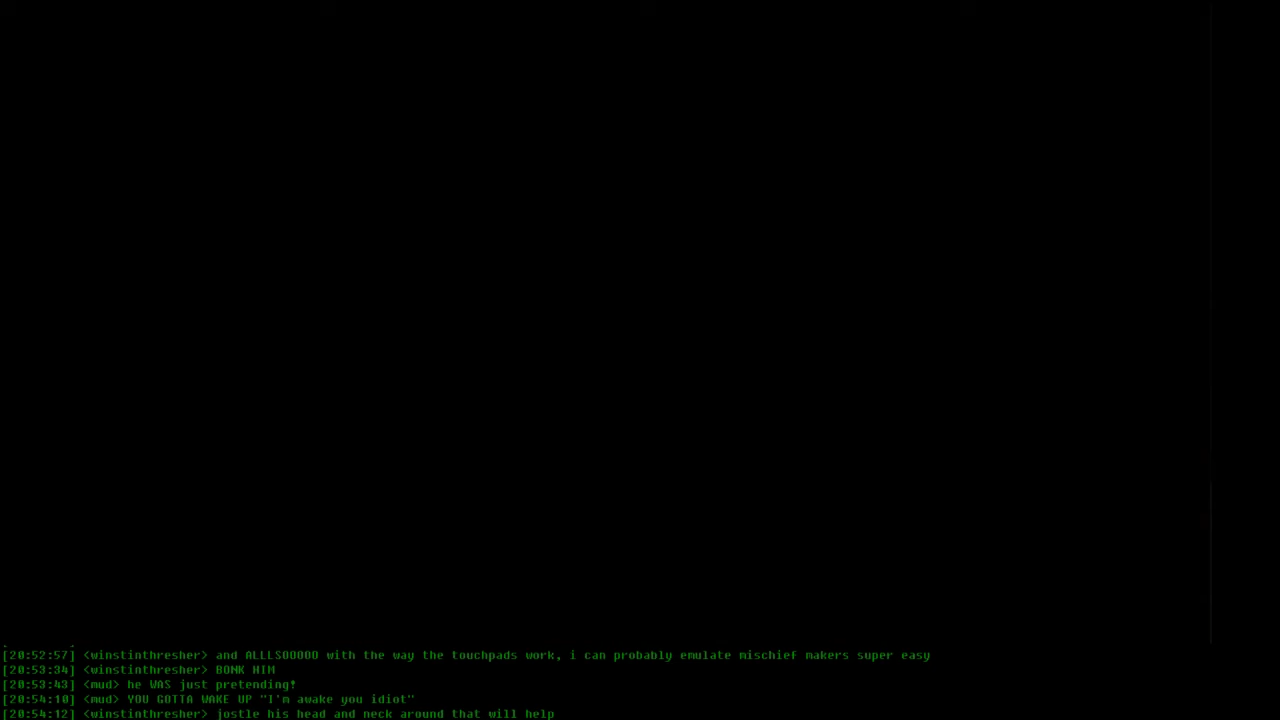 [20:52:57] <winstinthresher> and ALLLSOOOOO with the way the touchpads work, i can probably emulate mischief makers super easy
[20:53:34] <winstinthresher> BONK HIM
[20:53:43] <mud> he WAS just pretending!
[20:54:10] <mud> YOU GOTTA WAKE UP "I'm awake you idiot"
[20:54:12] <winstinthresher> jostle his head and neck around that will help